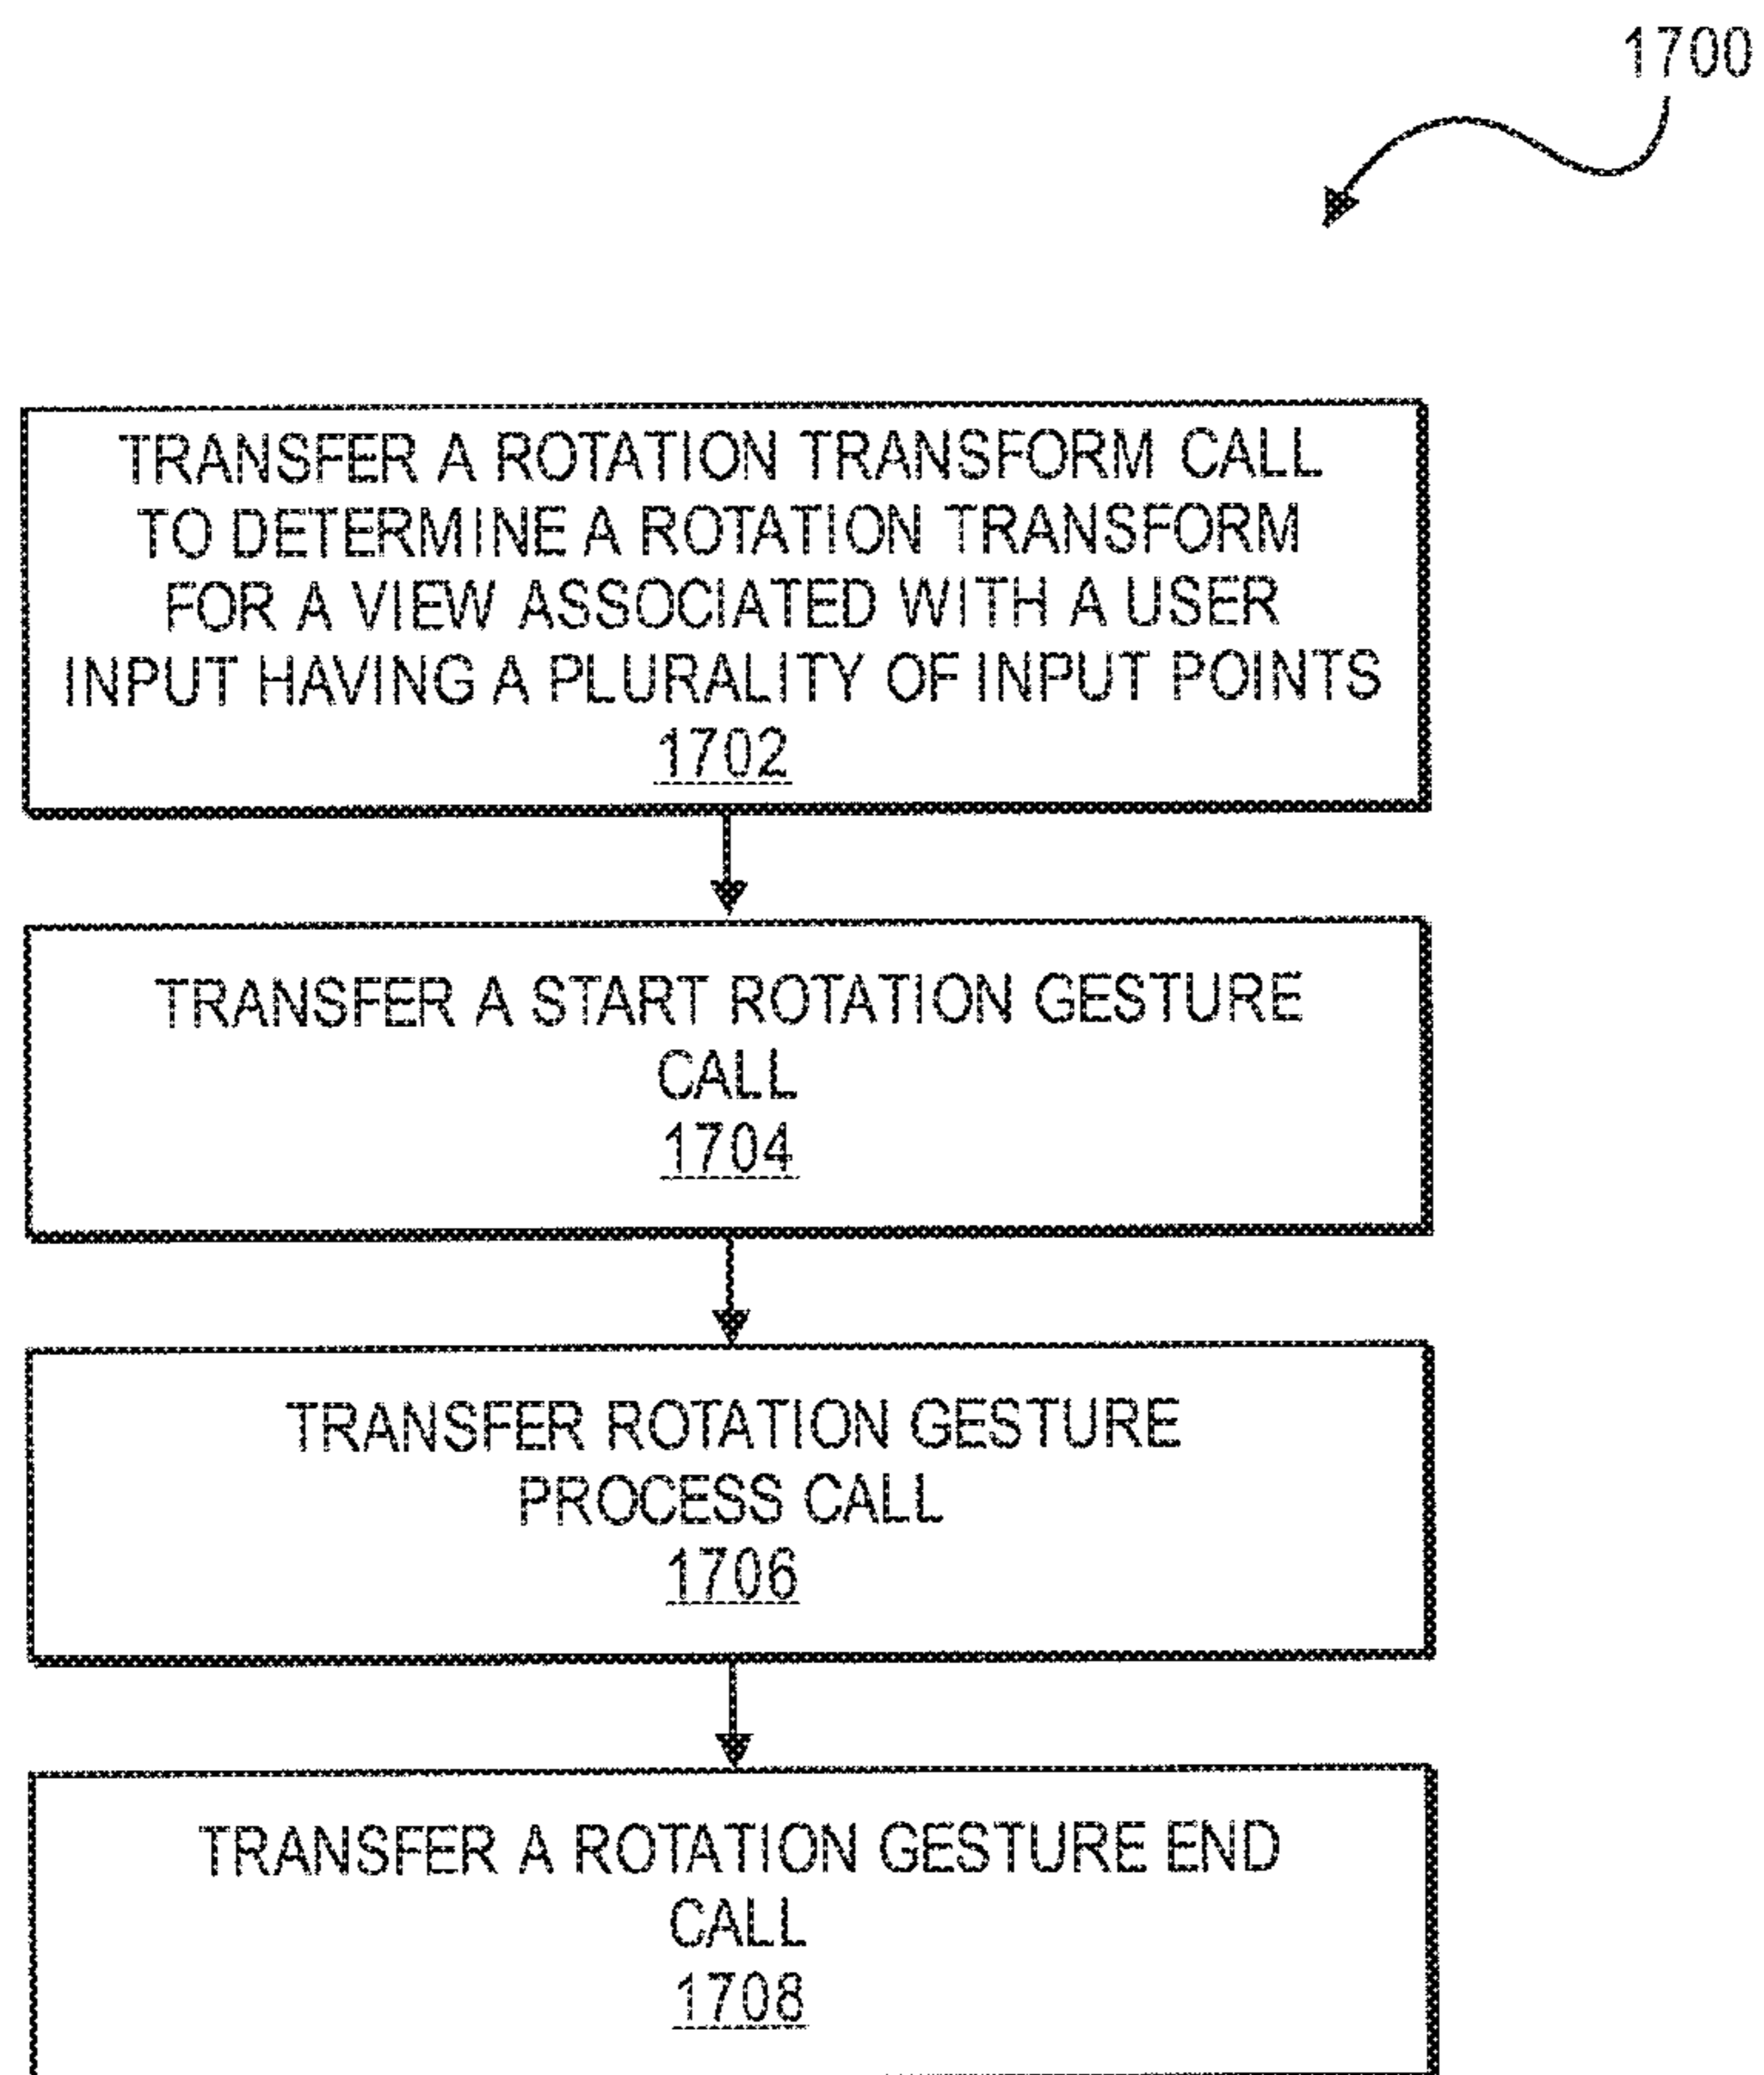 1700
TRANSFER A ROTATION TRANSFORM CALL
TO DETERMINE A ROTATION TRANSFORM
FOR A VIEW ASSOCIATED WITH A USER
INPUT HAVING A PLURALITY OF INPUT POINTS
1702
TRANSFER A START ROTATION GESTURE
CALL
1704
TRANSFER ROTATION GESTURE
PROCESS CALL
1706
TRANSFER A ROTATION GESTURE END
CALL
1708